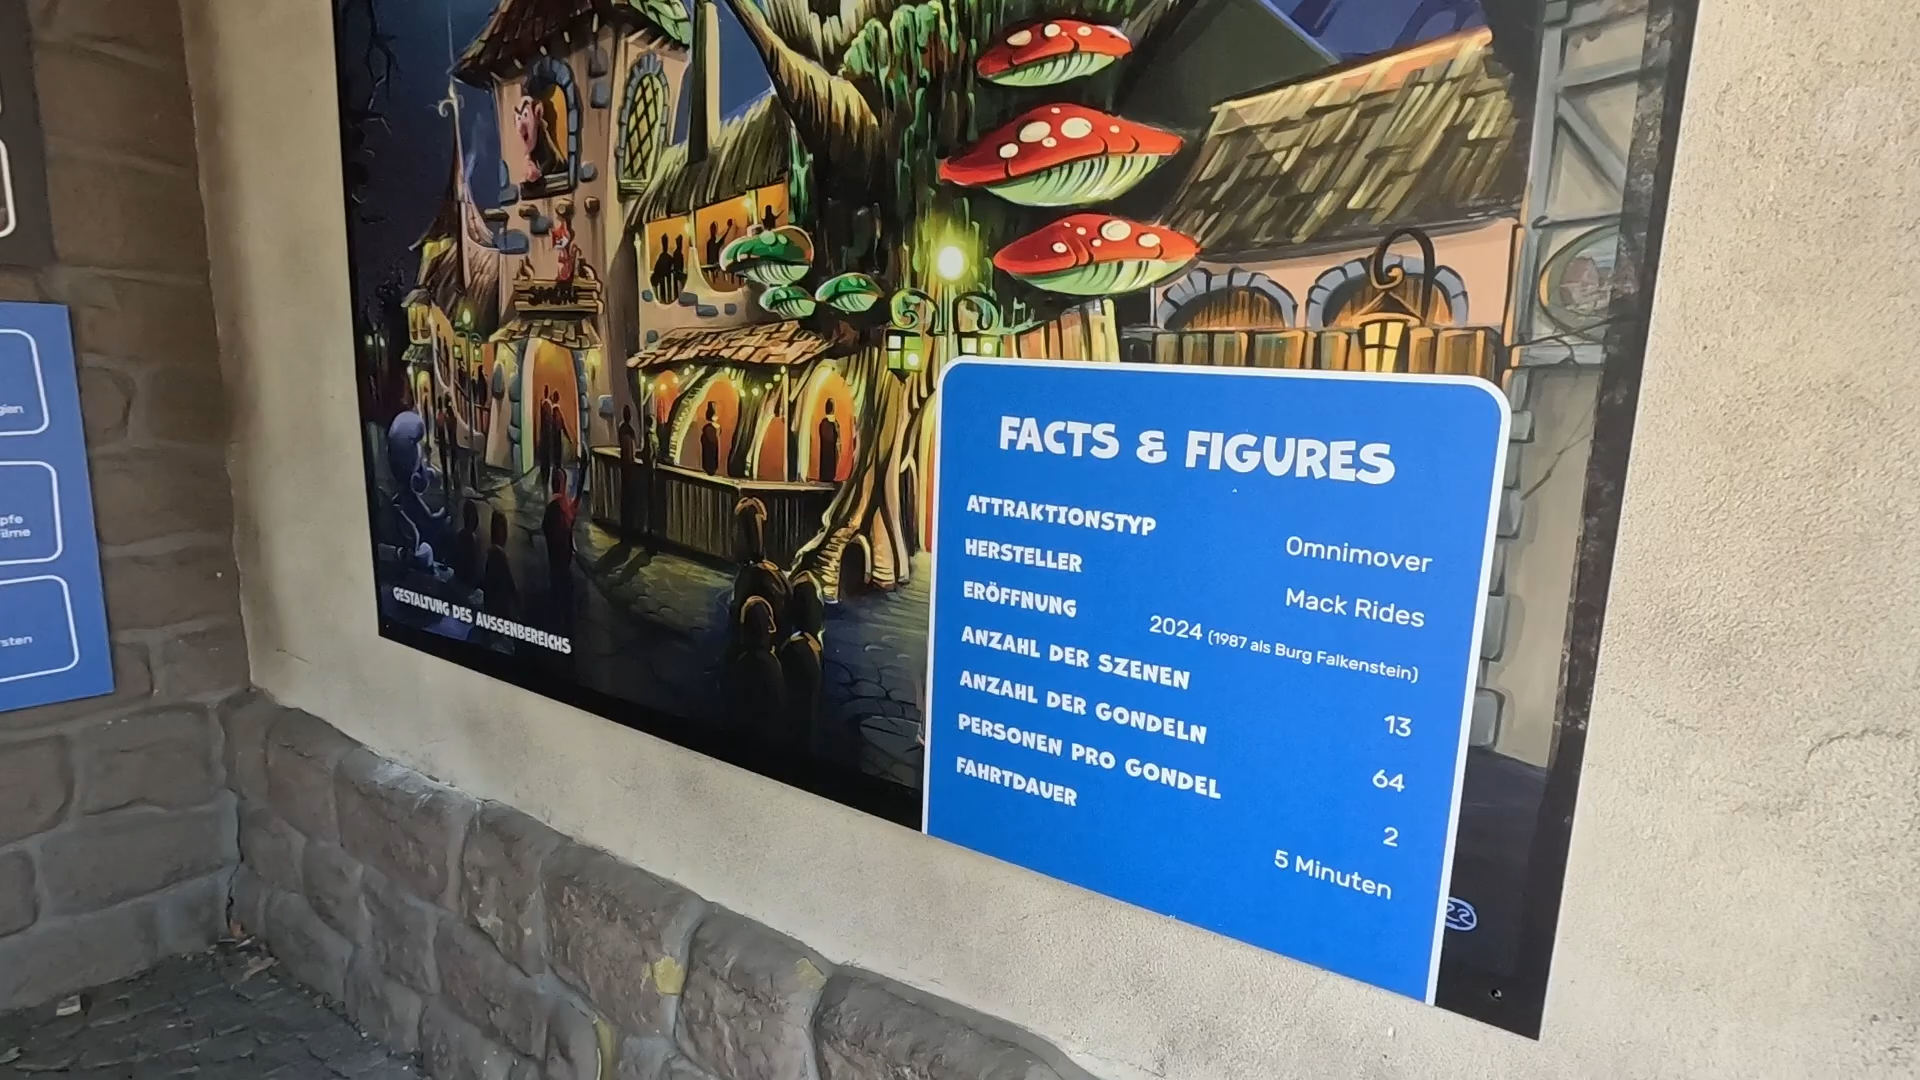 FACTS & FIGURES
ATTRAKTIONSTYP Omnimover
HERSTELLER Mack Rides
ERÖFFNUNG 2024 (1987 als Burg Falkenstein)
ANZAHL DER SZENEN 13
ANZAHL DER GONDELN 64
PERSONEN PRO GONDEL 2
FAHRTDAUER 5 Minuten
GESTALTUNG DES AUSSENBEREICHS
22